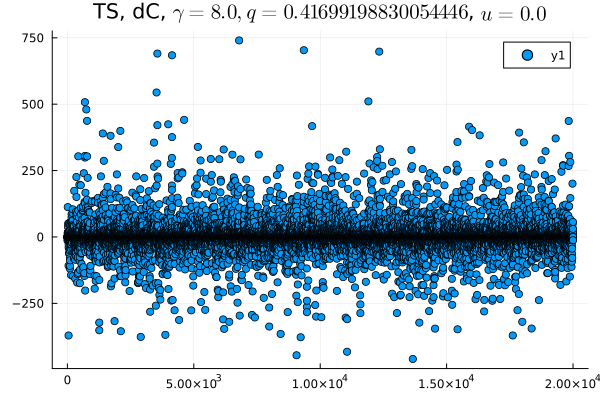 TS, dC, γ = 8.0, q = 0.41699198830054446, u = 0.0
750
y1
500
250
0
−250
0 5.00×10³ 1.00×10⁴ 1.50×10⁴ 2.00×10⁴